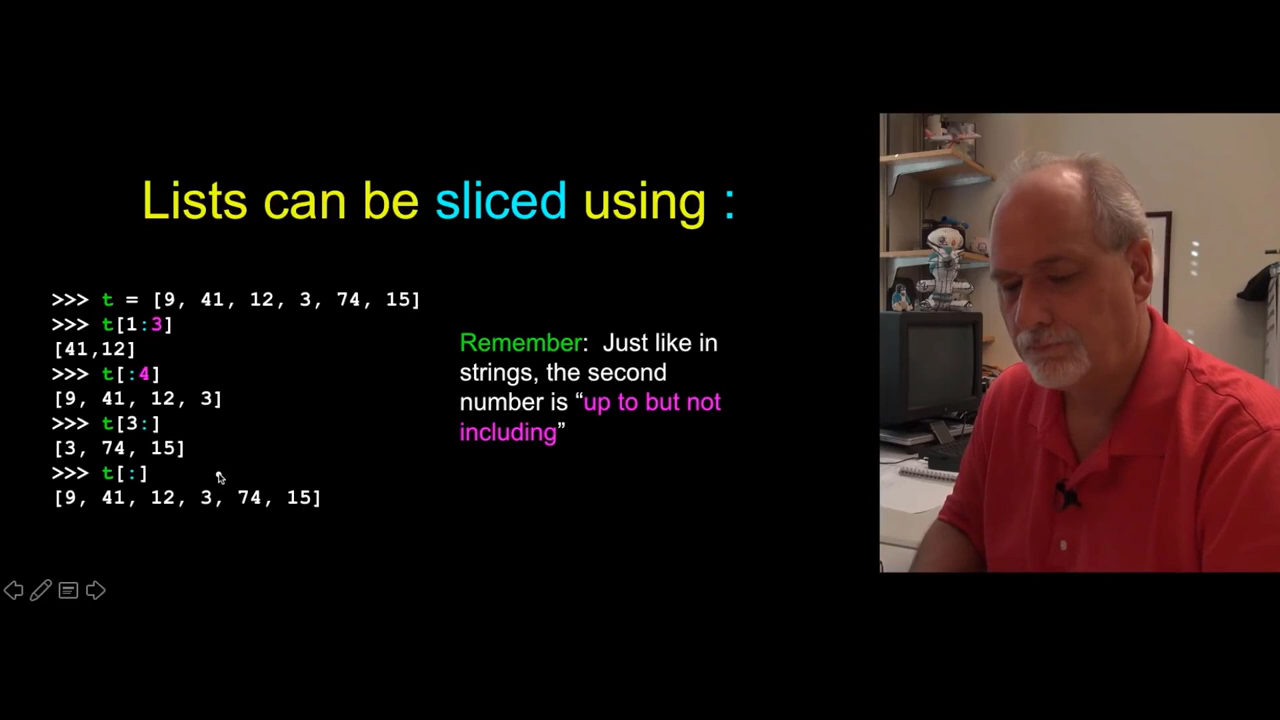 Lists can be sliced using :
>>> t = [9, 41, 12, 3, 74, 15]
>>> t[1:3]
[41,12]
>>> t[:4]
[9, 41, 12, 3]
>>> t[3:]
[3, 74, 15]
>>> t[:]
[9, 41, 12, 3, 74, 15]
Remember:  Just like in
strings, the second
number is “up to but not
including”